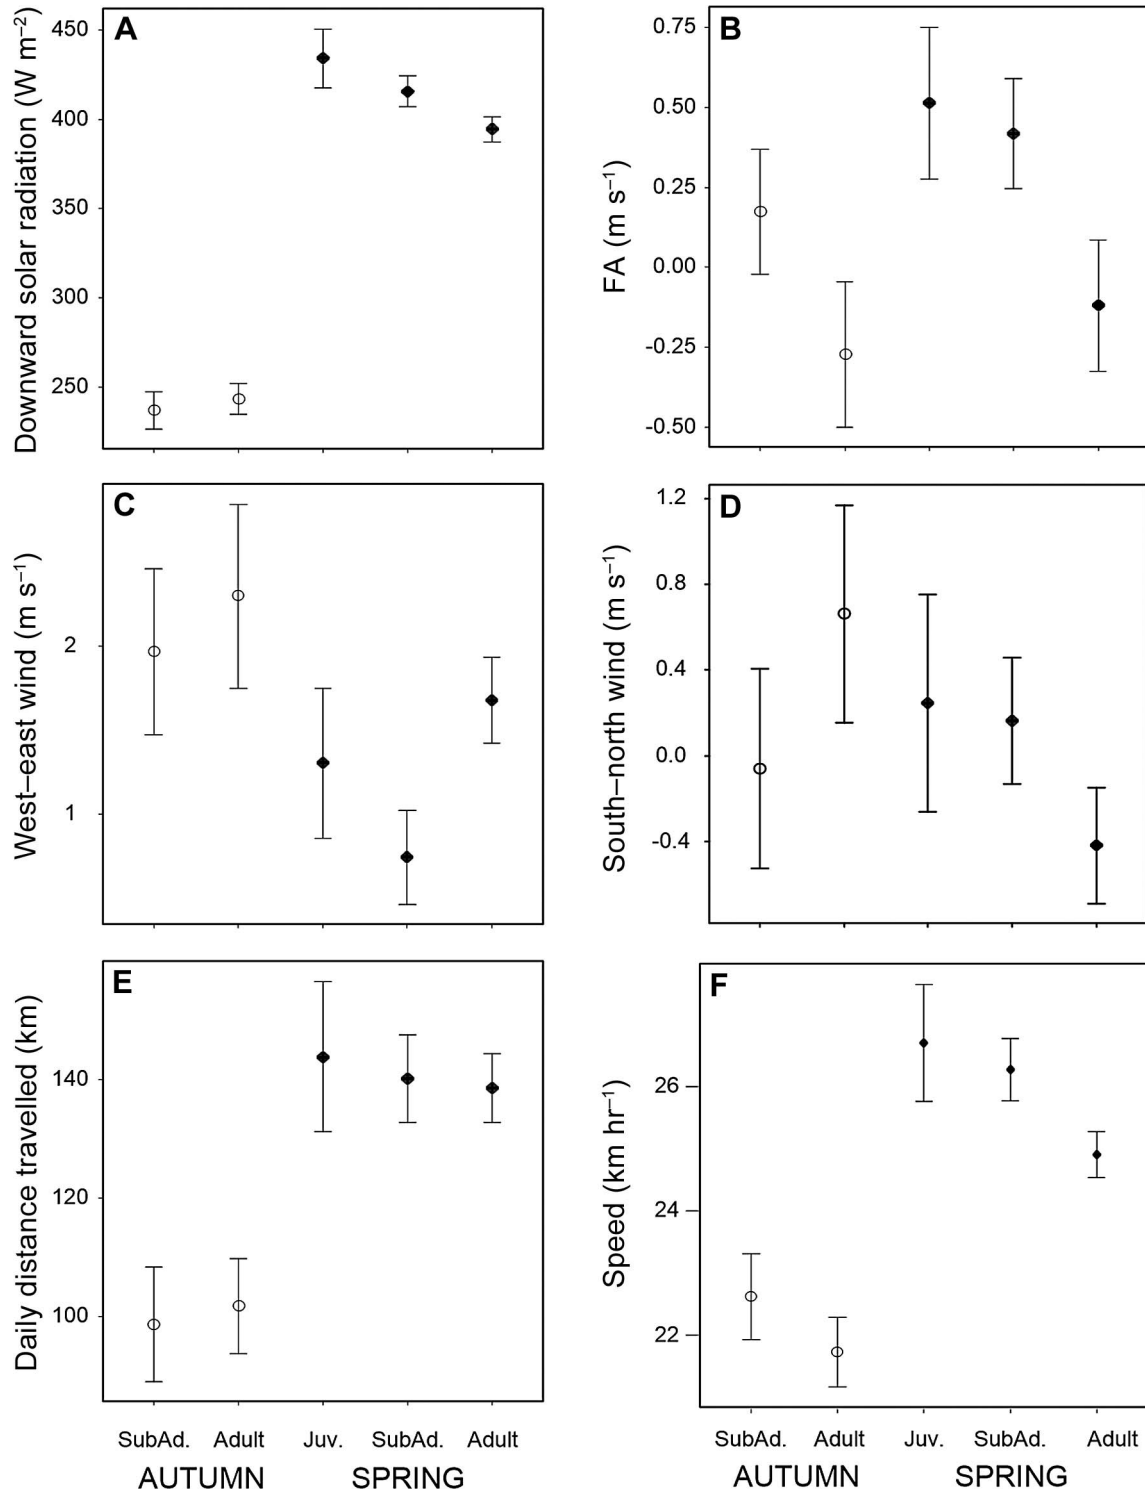 A
Downward solar radiation (W m⁻²)
450
400
350
300
250
B
FA (m s⁻¹)
0.75
0.50
0.25
0.00
-0.25
-0.50
C
West–east wind (m s⁻¹)
2
1
D
South–north wind (m s⁻¹)
1.2
0.8
0.4
0.0
-0.4
E
Daily distance travelled (km)
140
120
100
F
Speed (km hr⁻¹)
26
24
22
SubAd. Adult Juv. SubAd. Adult
AUTUMN SPRING
SubAd. Adult Juv. SubAd. Adult
AUTUMN SPRING